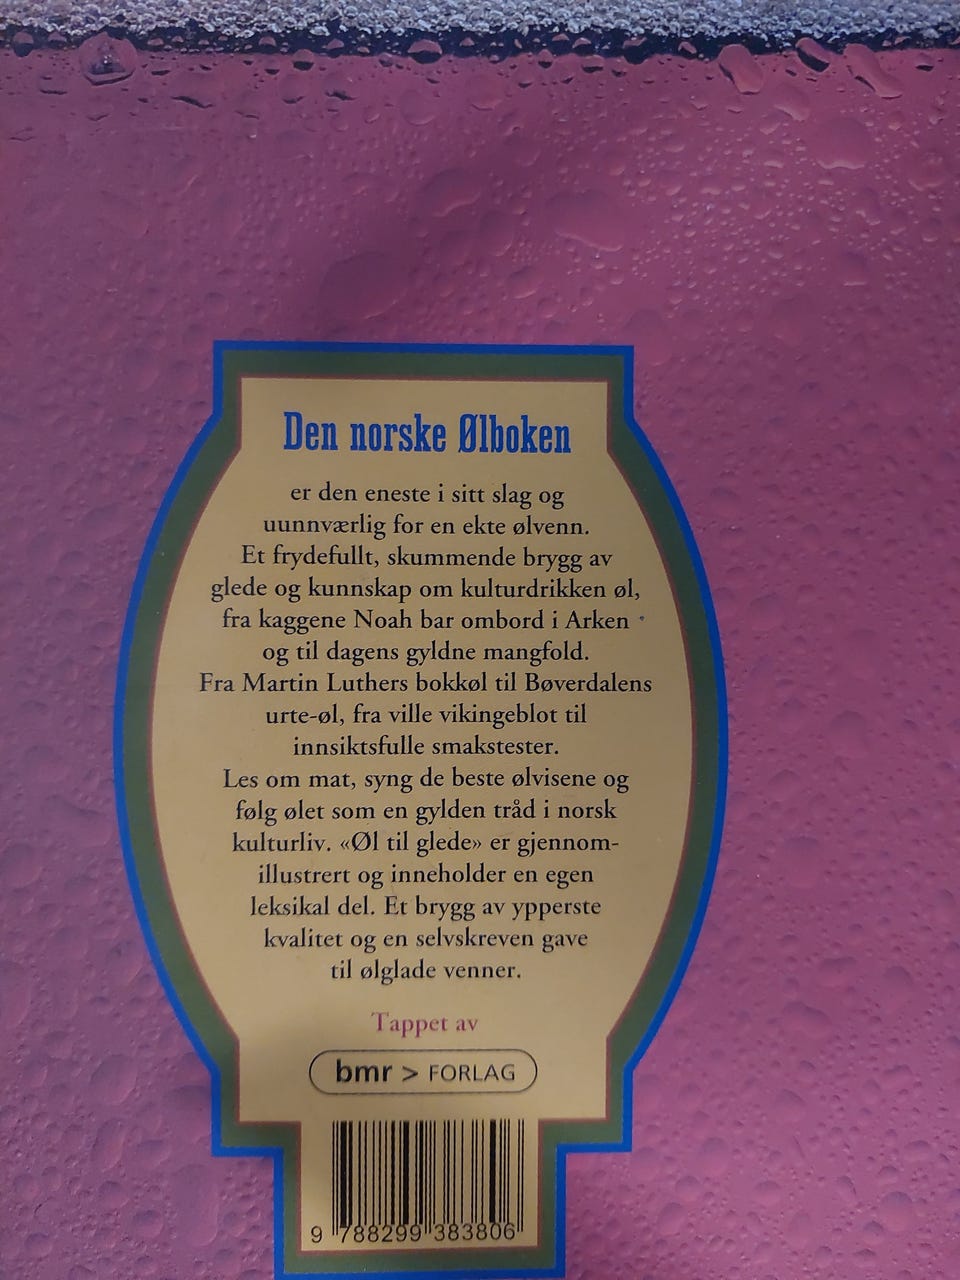 Den norske Ølboken
er den eneste i sitt slag og
uunnværlig for en ekte ølvenn.
Et frydefullt, skummende brygg av
glede og kunnskap om kulturdrikken øl,
fra kaggene Noah bar ombord i Arken
og til dagens gyldne mangfold.
Fra Martin Luthers bokkøl til Bøverdalens
urte-øl, fra ville vikingeblot til
innsiktsfulle smakstester.
Les om mat, syng de beste ølvisene og
følg ølet som en gylden tråd i norsk
kulturliv. «Øl til glede» er gjennom-
illustrert og inneholder en egen
leksikal del. Et brygg av ypperste
kvalitet og en selvskreven gave
til ølglade venner.
Tappet av
bmr > FORLAG
9 788299 383806